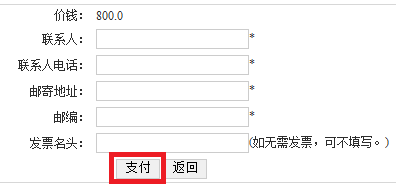 价钱： 800.0
联系人： *
联系人电话： *
邮寄地址： *
邮编： *
发票名头： (如无需发票，可不填写。)
支付 返回